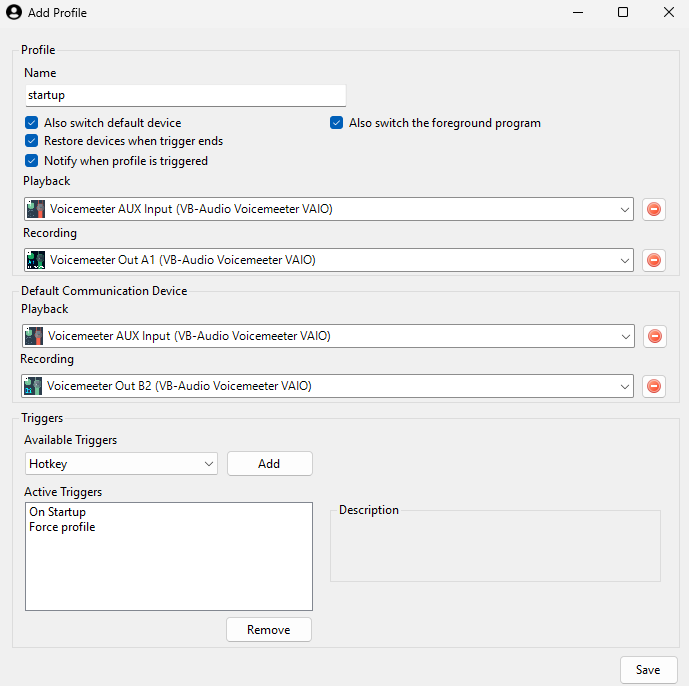 Add Profile
Profile
Name
startup
Also switch default device
Also switch the foreground program
Restore devices when trigger ends
Notify when profile is triggered
Playback
Voicemeeter AUX Input (VB-Audio Voicemeeter VAIO)
Recording
Voicemeeter Out A1 (VB-Audio Voicemeeter VAIO)
Default Communication Device
Playback
Voicemeeter AUX Input (VB-Audio Voicemeeter VAIO)
Recording
Voicemeeter Out B2 (VB-Audio Voicemeeter VAIO)
Triggers
Available Triggers
Hotkey
Add
Active Triggers
On Startup
Force profile
Description
Remove
Save